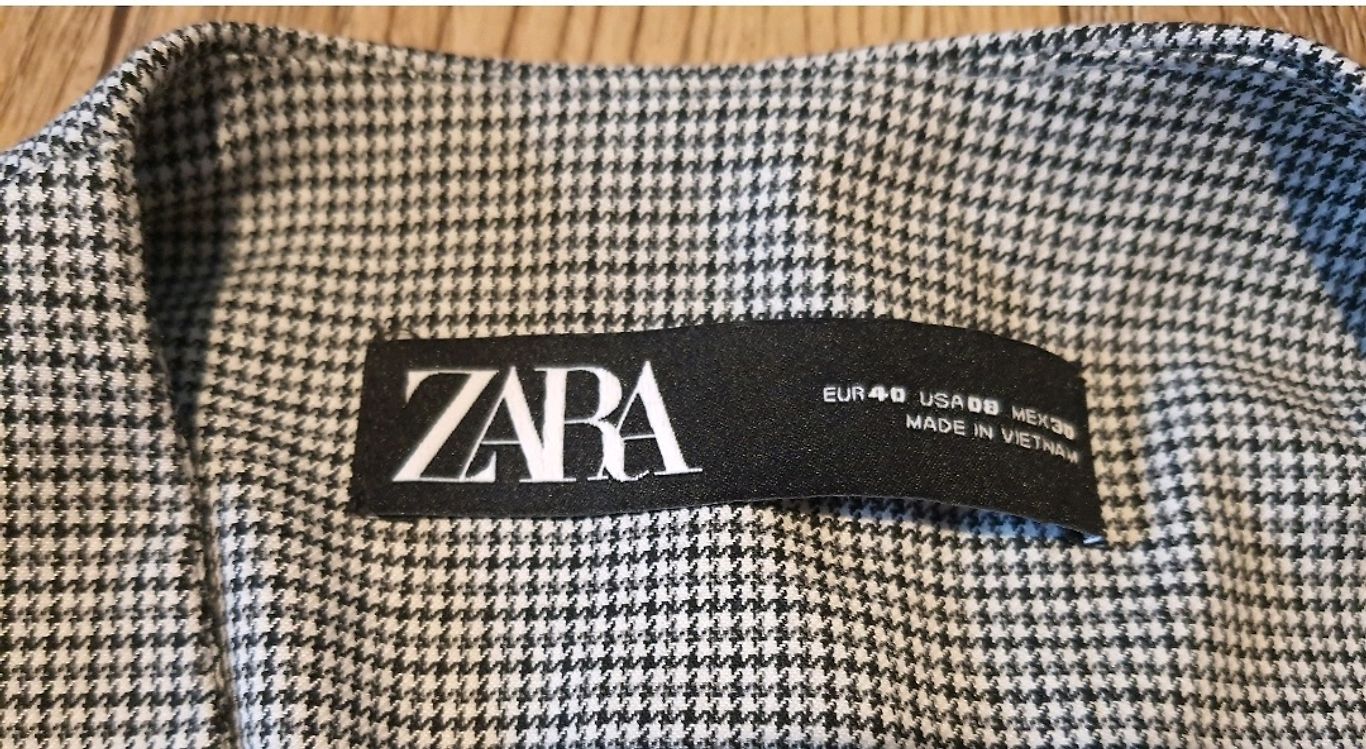 ZARA
EUR 40 USA 08 MEX 30
MADE IN VIETNAM